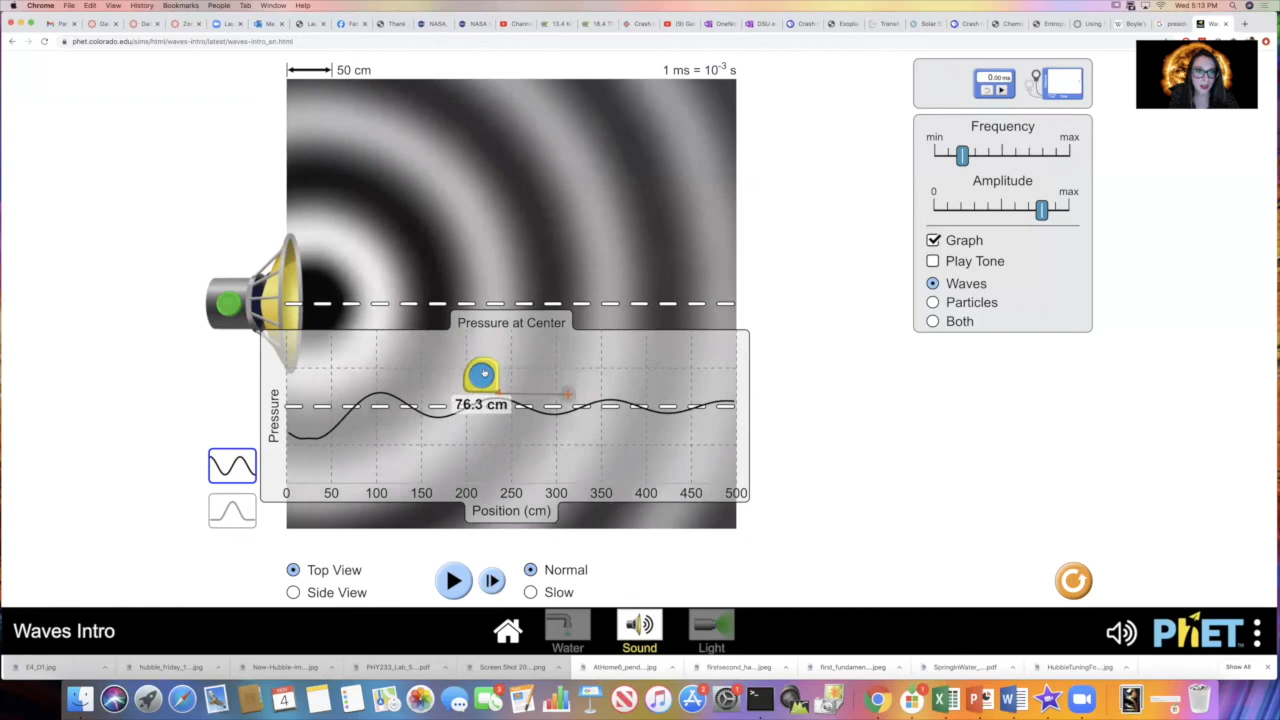 Chrome File Edit View History Bookmarks People Tab Window Help
Wed 5:13 PM
phet.colorado.edu/sims/html/waves-intro/latest/waves-intro_en.html
50 cm
1 ms = 10⁻³ s
0.00 ms
Frequency
min
max
Amplitude
0
max
Graph
Play Tone
Waves
Particles
Both
Pressure at Center
76.3 cm
Pressure
0 50 100 150 200 250 300 350 400 450 500
Position (cm)
Top View
Side View
Normal
Slow
Waves Intro
Water
Sound
Light
PhET
E4_D1.jpg
hubble_friday_1....jpg
New-Hubble-Im....jpg
PHY233_Lab_5....pdf
Screen Shot 20....png
AtHome6_pend....jpg
firstsecond_ha....jpeg
first_fundamen....jpeg
SpringInWater_...pdf
HubbleTuningFo....jpg
Show All